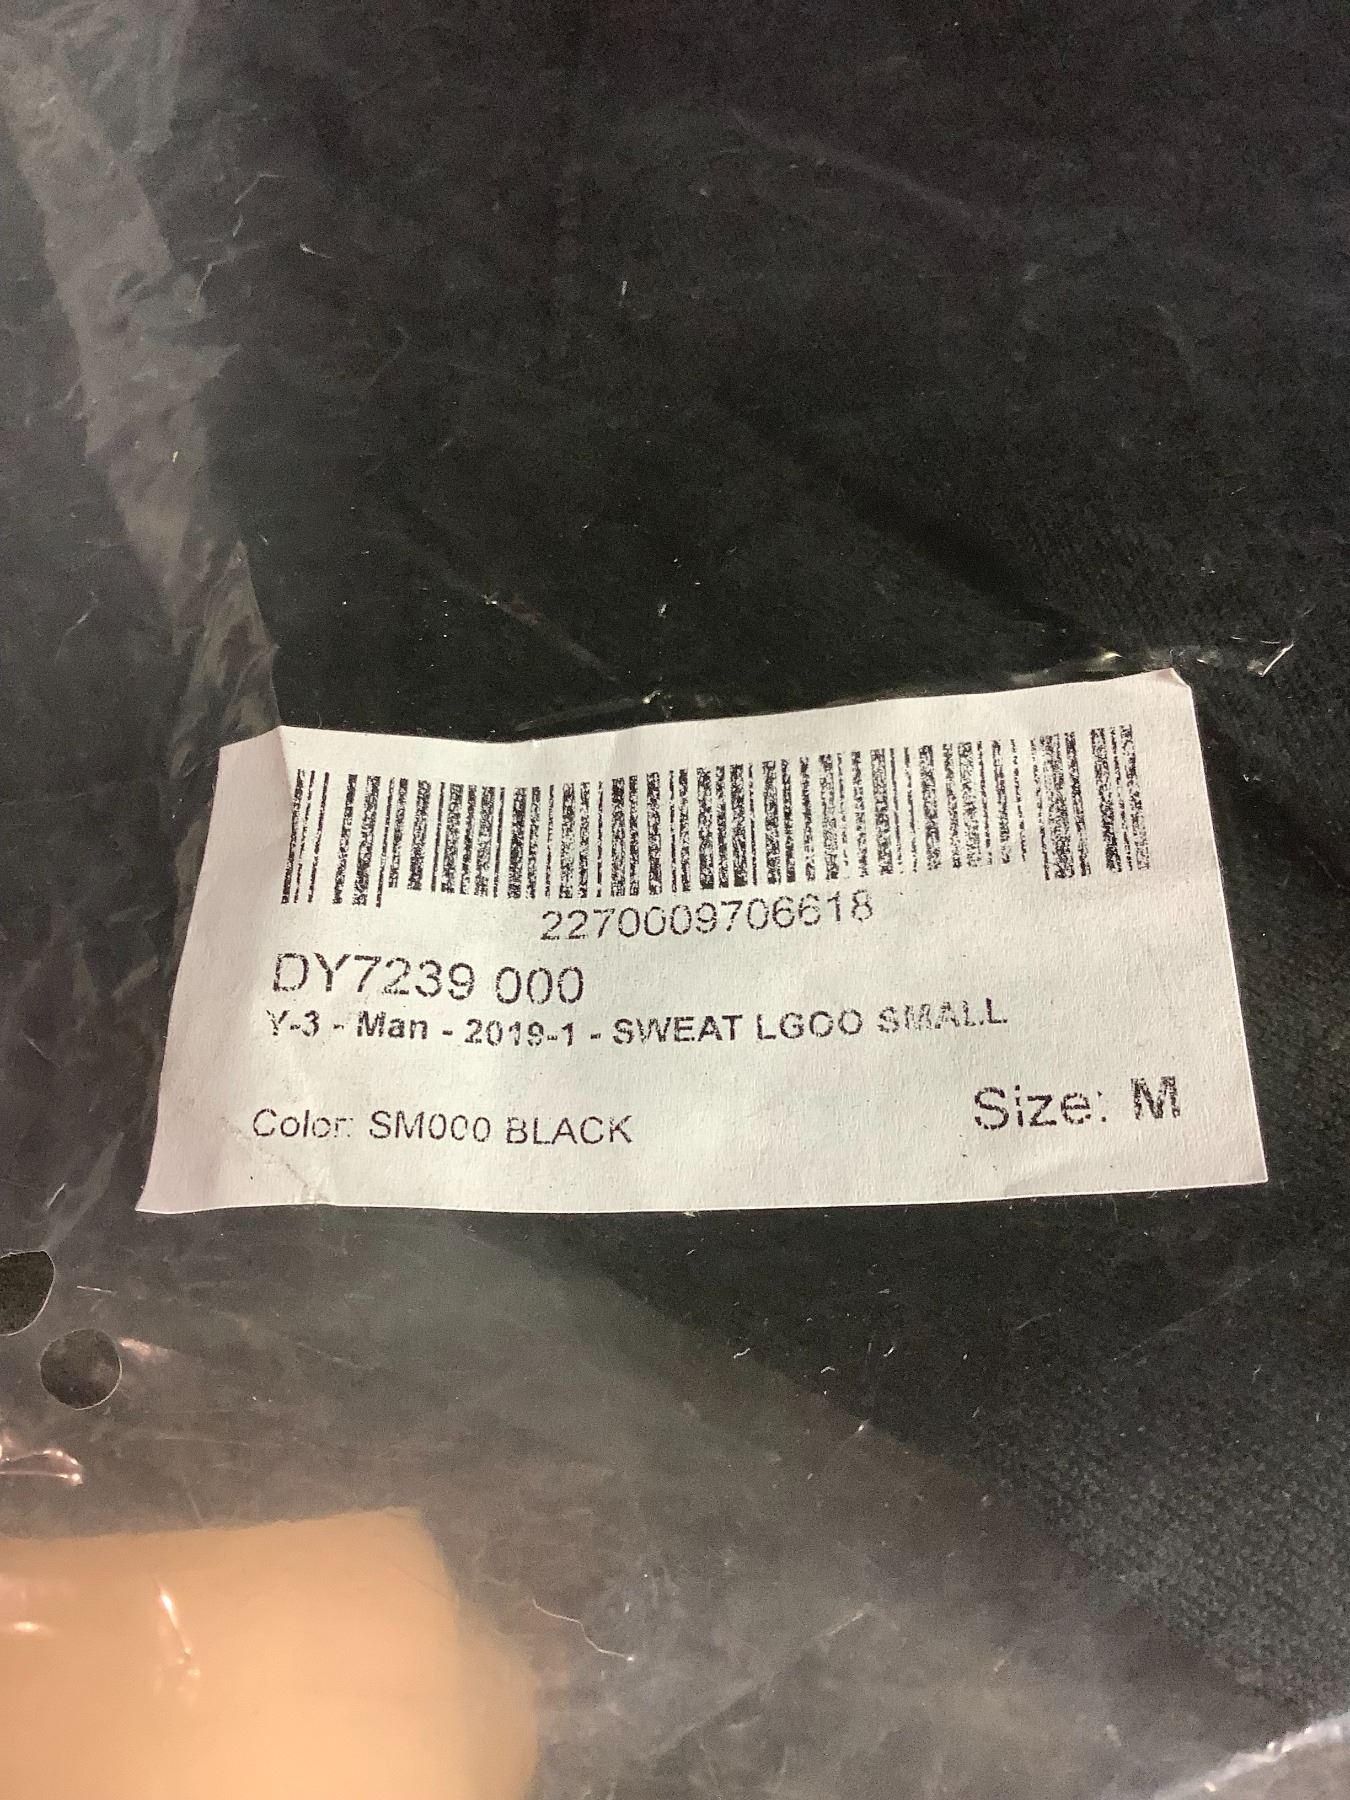 2270009706618
DY7239 000
Y-3 - Man - 2019-1 - SWEAT LGOO SMALL
Color: SM000 BLACK
Size: M